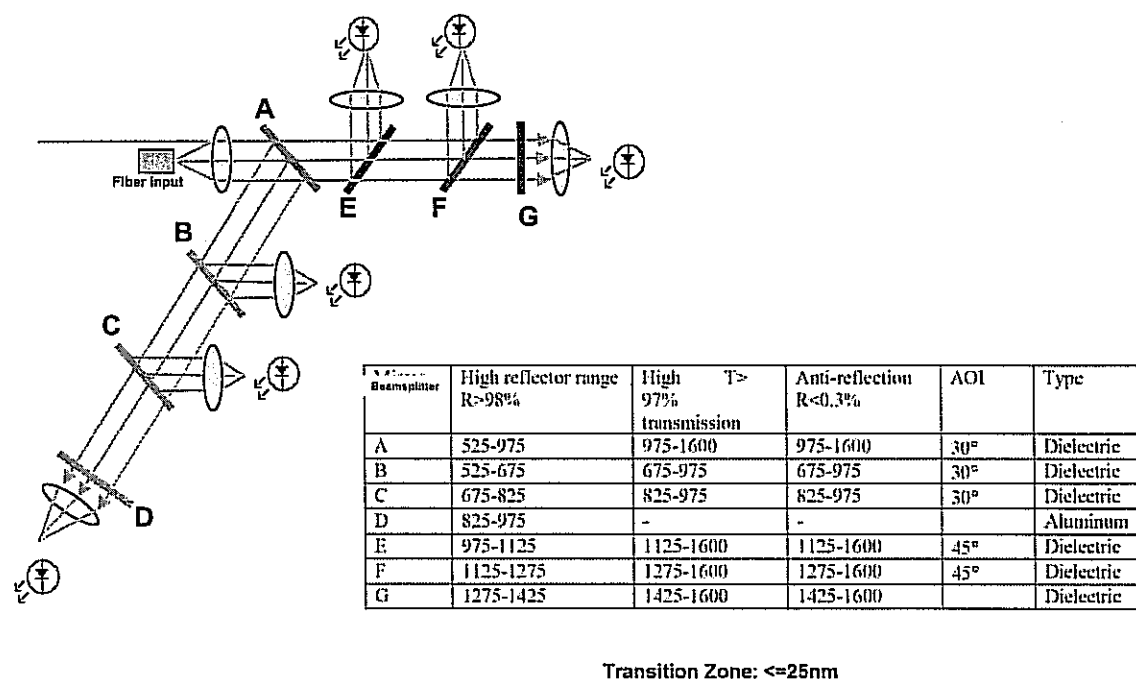 A
Fiber Input
E
F
G
B
C
D
Beamsplitter High reflector range R>98% High T> 97% transmission Anti-reflection R<0.3% AOI Type
A 525-975 975-1600 975-1600 30° Dielectric
B 525-675 675-975 675-975 30° Dielectric
C 675-825 825-975 825-975 30° Dielectric
D 825-975 - - Aluminum
E 975-1125 1125-1600 1125-1600 45° Dielectric
F 1125-1275 1275-1600 1275-1600 45° Dielectric
G 1275-1425 1425-1600 1425-1600 Dielectric
Transition Zone: <=25nm